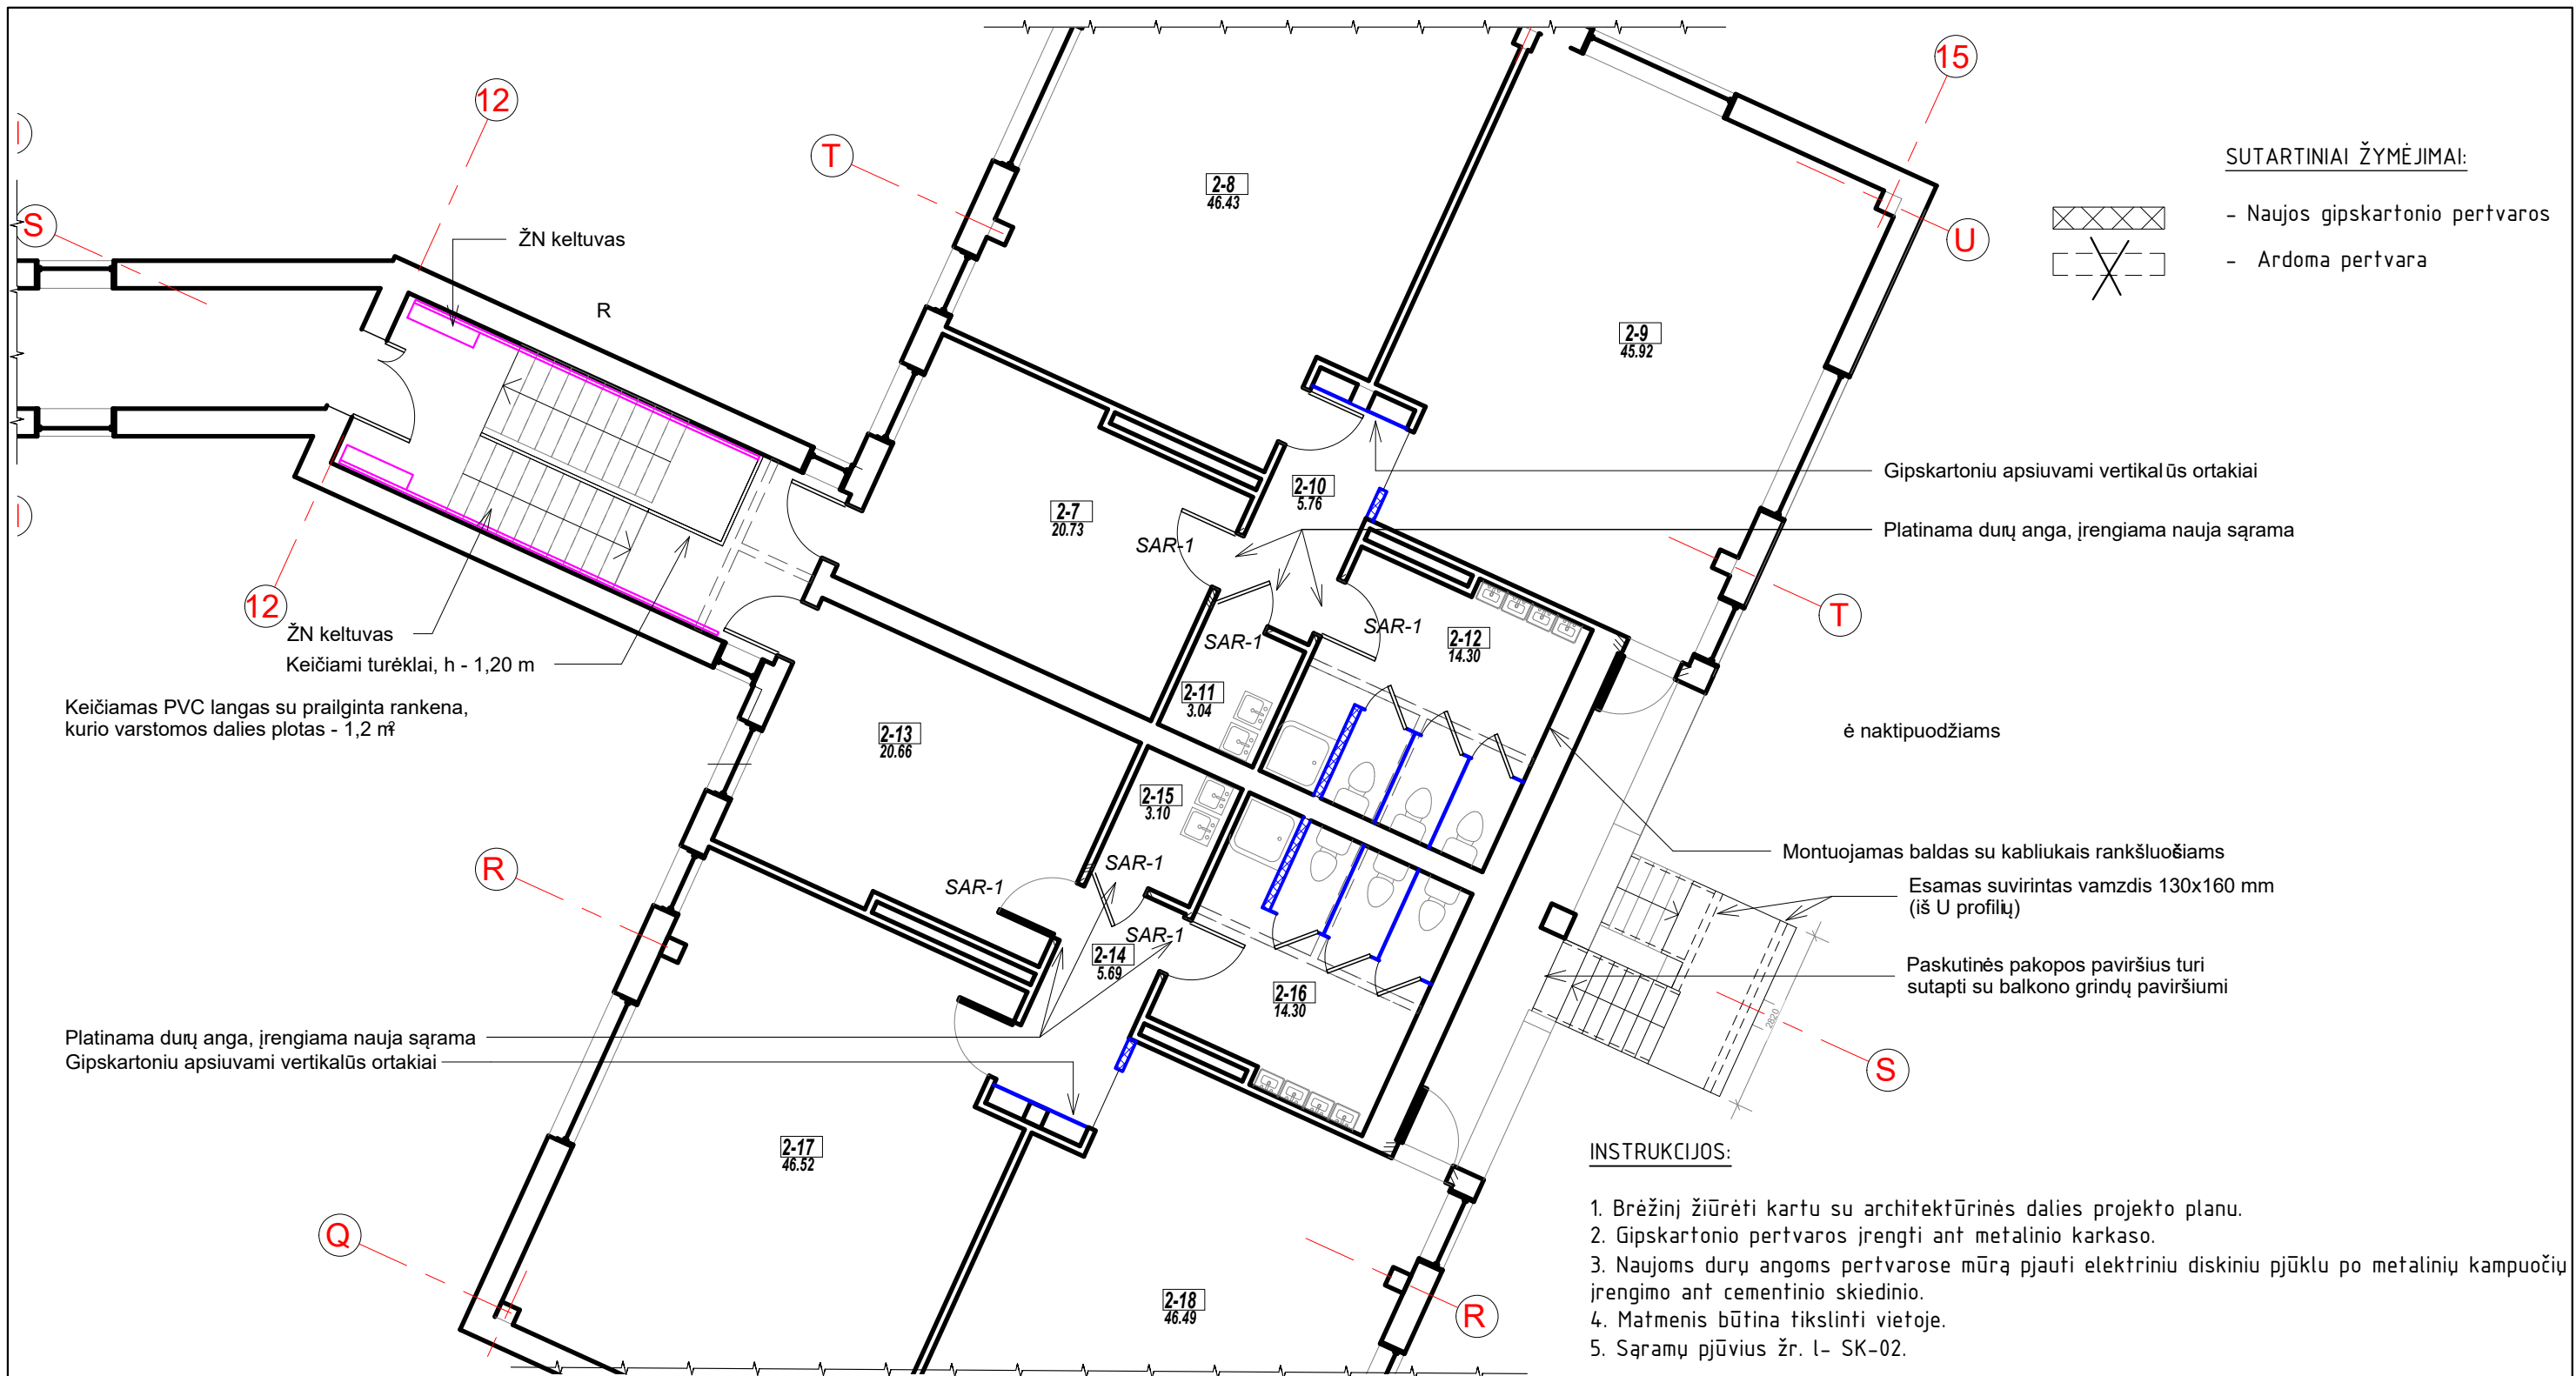 12
15
T
S
U
SUTARTINIAI ŽYMĖJIMAI:
- Naujos gipskartonio pertvaros
- Ardoma pertvara
ŽN keltuvas
R
2-8
46.43
2-9
45.92
Gipskartoniu apsiuvami vertikalūs ortakiai
Platinama durų anga, įrengiama nauja sąrama
2-10
5.76
2-7
20.73
SAR-1
SAR-1
SAR-1
12
T
ŽN keltuvas
Keičiami turėklai, h - 1,20 m
Keičiamas PVC langas su prailginta rankena,
kurio varstomos dalies plotas - 1,2 m²
2-12
14.30
2-11
3.04
2-13
20.66
ė naktipuodžiams
2-15
3.10
R
SAR-1
SAR-1
SAR-1
Montuojamas baldas su kabliukais rankšluosčiams
Esamas suvirintas vamzdis 130x160 mm
(iš U profilių)
Paskutinės pakopos paviršius turi
sutapti su balkono grindų paviršiumi
2-14
5.69
2-16
14.30
2820
S
Platinama durų anga, įrengiama nauja sąrama
Gipskartoniu apsiuvami vertikalūs ortakiai
2-17
46.52
Q
2-18
46.49
R
INSTRUKCIJOS:
1. Brėžinį žiūrėti kartu su architektūrinės dalies projekto planu.
2. Gipskartonio pertvaros įrengti ant metalinio karkaso.
3. Naujoms durų angoms pertvarose mūrą pjauti elektriniu diskiniu pjūklu po metalinių kampuočių
įrengimo ant cementinio skiedinio.
4. Matmenis būtina tikslinti vietoje.
5. Sąramų pjūvius žr. l- SK-02.